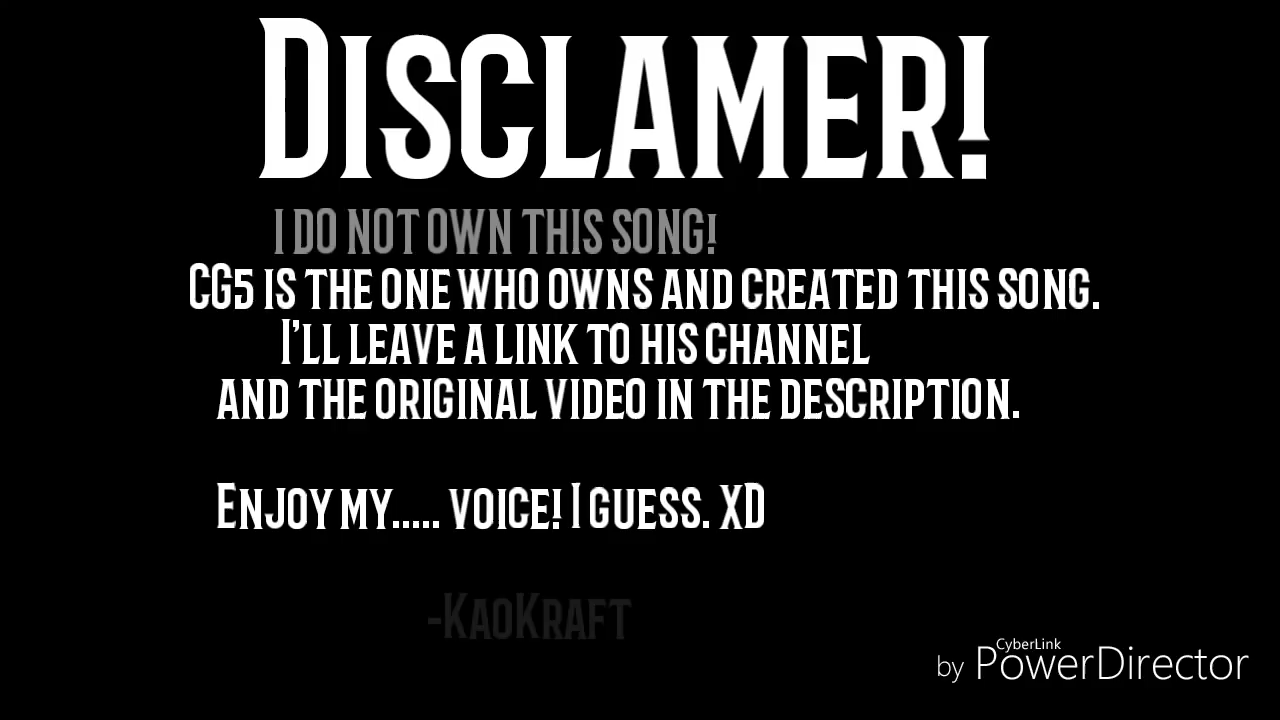 Disclamer!
I do not own this song!
CG5 is the one who owns and created this song.
I'll leave a link to his channel
and the original video in the description.
Enjoy my..... voice! I guess. XD
-KaoKraft
by CyberLink PowerDirector